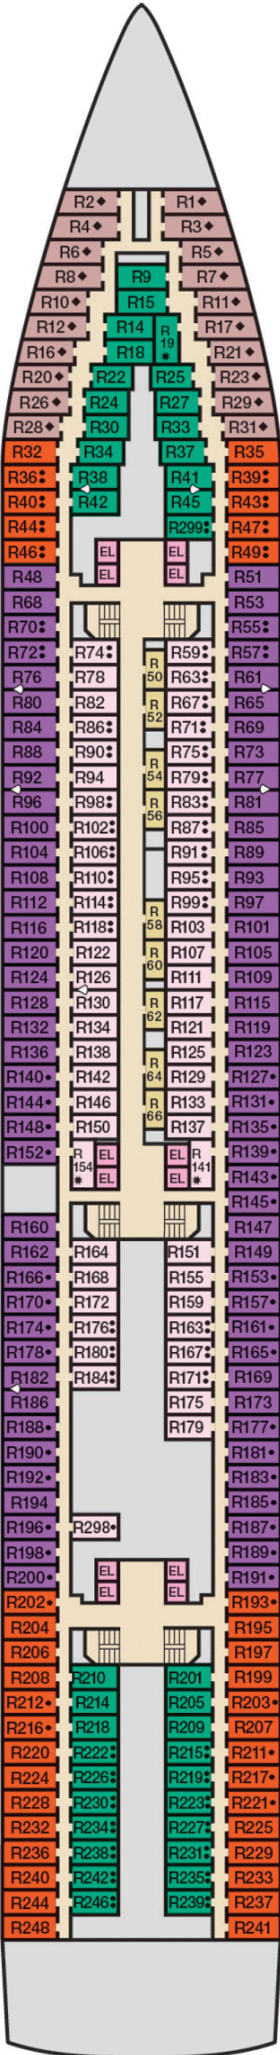 R2◆ R1◆
R4◆ R3◆
R6◆ R5◆
R8◆ R9 R7◆
R10◆ R15 R11◆
R12◆ R14 R
19
✷ R17◆
R16◆ R18 R21◆
R20◆ R22 R25 R23◆
R26◆ R24 R27 R29◆
R28◆ R30 R33 R31◆
R32 R34 R37 R35
R36 R38 R41 R39
R40 R42 R45 R43
R44 R299 R47
R46 EL EL R49
R48 EL EL R51
R68 R53
R70 R55
R72 R74 R
50 R59 R57
R76 R78 R63 R61
R80 R82 R
52 R67 R65
R84 R86 R71 R69
R88 R90 R
54 R75 R73
R92 R94 R79 R77
R96 R98 R
56 R83 R81
R100 R102 R87 R85
R104 R106 R91 R89
R108 R110 R95 R93
R112 R114 R
58 R99 R97
R116 R118 R103 R101
R120 R122 R
60 R107 R105
R124 R126 R111 R109
R128 R130 R
62 R117 R115
R132 R134 R121 R119
R136 R138 R
64 R125 R123
R140• R142 R129 R127•
R144• R146 R
66 R133 R131•
R148• R150 R137 R135•
R152• R
154
✷ EL EL R
141
✷ R139•
EL EL R143•
R145•
R160 R147
R162 R164 R151 R149
R166• R168 R155 R153•
R170• R172 R159 R157•
R174• R176 R163 R161•
R178• R180 R167 R165•
R182 R184 R171 R169
R186 R175 R173
R188• R179 R177•
R190• R181•
R192• R183•
R194 R185•
R196• R298• R187•
R198• EL EL R189•
R200• EL EL R191•
R202• R193•
R204 R195
R206 R197
R208 R210 R201 R199
R212• R214 R205 R203•
R216• R218 R209 R207
R220 R222 R215 R211•
R224 R226 R219 R217•
R228 R230 R223 R221•
R232 R234 R227 R225
R236 R238 R231 R229
R240 R242 R235 R233
R244 R246 R239 R237
R248 R241